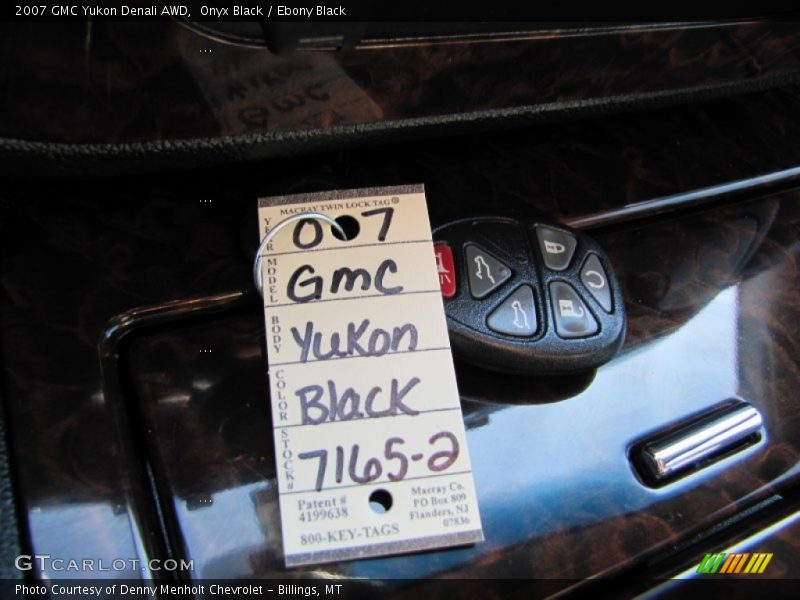 2007 GMC Yukon Denali AWD,  Onyx Black / Ebony Black
MACRAY TWIN LOCK TAG®
YEAR 07
MODEL GMC
BODY Yukon
COLOR Black
STOCK# 7165-2
Patent #
4199638
Macray Co.
PO Box 809
Flanders, NJ
07836
800-KEY-TAGS
GTCarlot.com
Photo Courtesy of Denny Menholt Chevrolet - Billings, MT